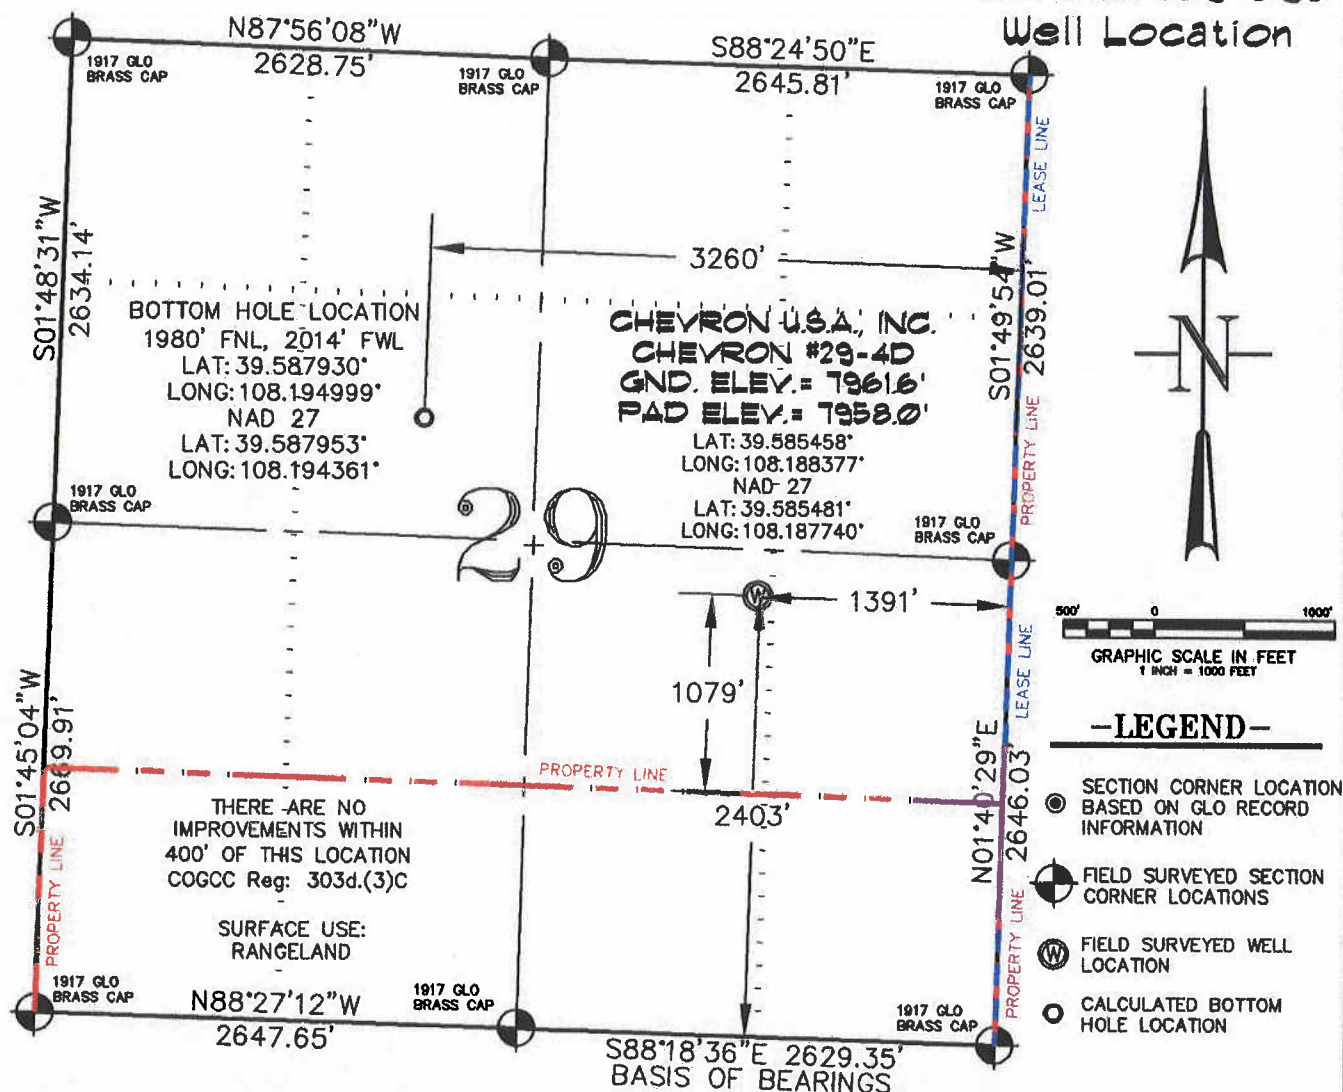 Well Location
N87°56'08"W
2628.75'
S88°24'50"E
2645.81'
1917 GLO
BRASS CAP
1917 GLO
BRASS CAP
1917 GLO
BRASS CAP
LEASE LINE
S01°48'31"W
2634.14'
3260'
S01°49'54"W
2639.01'
BOTTOM HOLE LOCATION
1980' FNL, 2014' FWL
LAT: 39.587930°
LONG: 108.194999°
NAD 27
LAT: 39.587953°
LONG: 108.194361°
CHEVRON U.S.A., INC.
CHEVRON #29-4D
GND. ELEV.= 7961.6'
PAD ELEV.= 7958.0'
LAT: 39.585458°
LONG: 108.188377°
NAD 27
LAT: 39.585481°
LONG: 108.187740°
PROPERTY LINE
N
1917 GLO
BRASS CAP
29
1917 GLO
BRASS CAP
W
1391'
1079'
LEASE LINE
500' 0 1000'
GRAPHIC SCALE IN FEET
1 INCH = 1000 FEET
S01°45'04"W
PROPERTY LINE
2403'
N01°40'29"E
2646.03'
THERE ARE NO
IMPROVEMENTS WITHIN
400' OF THIS LOCATION
COGCC Reg: 303d.(3)C
SURFACE USE:
RANGELAND
PROPERTY LINE
PROPERTY LINE
1917 GLO
BRASS CAP
N88°27'12"W
2647.65'
1917 GLO
BRASS CAP
1917 GLO
BRASS CAP
S88°18'36"E 2629.35'
BASIS OF BEARINGS
-LEGEND-
SECTION CORNER LOCATION
BASED ON GLO RECORD
INFORMATION
FIELD SURVEYED SECTION
CORNER LOCATIONS
W
FIELD SURVEYED WELL
LOCATION
CALCULATED BOTTOM
HOLE LOCATION